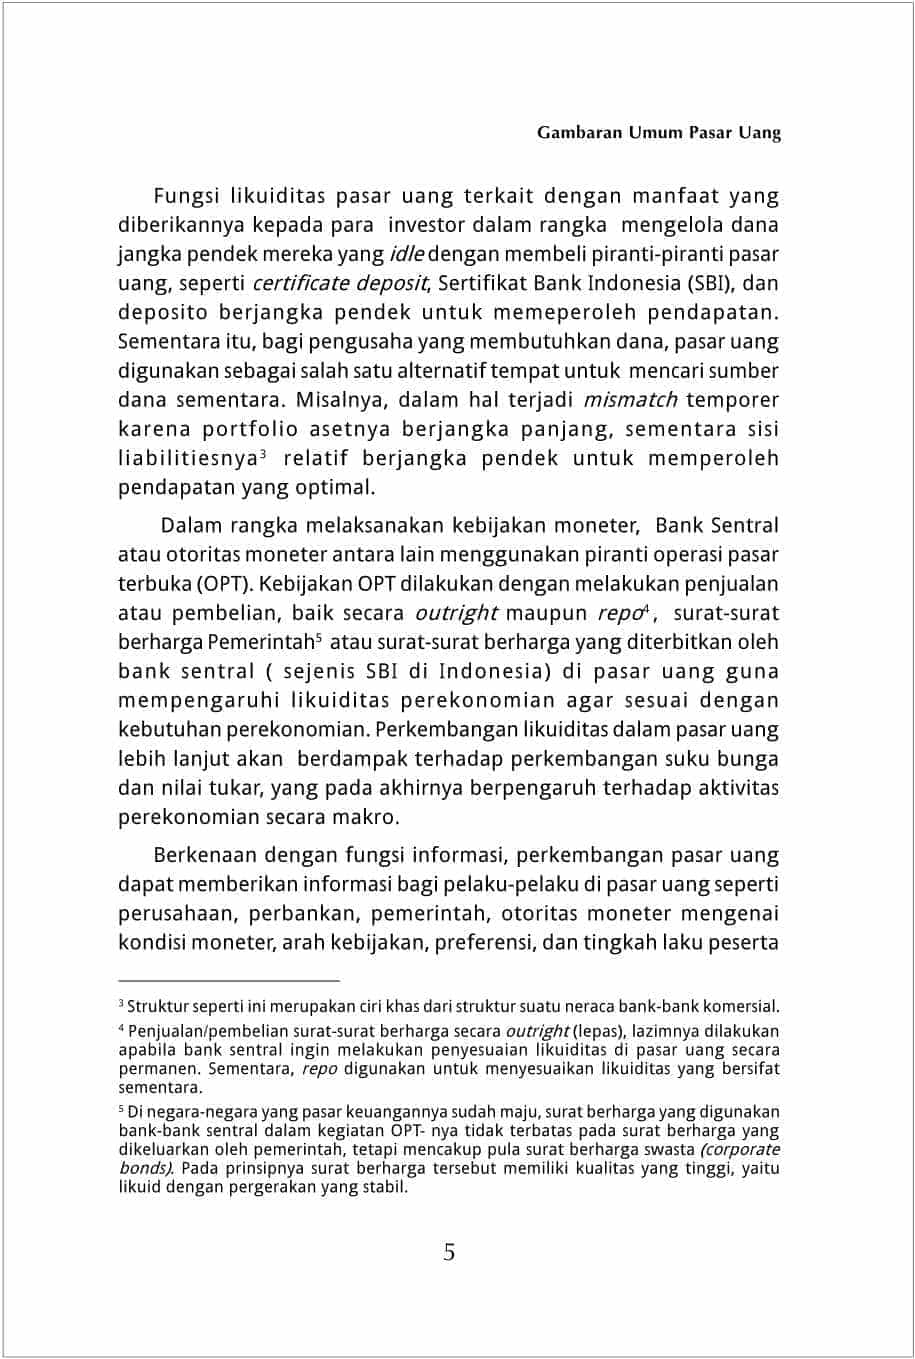 Gambaran Umum Pasar Uang
Fungsi likuiditas pasar uang terkait dengan manfaat yang
diberikannya kepada para investor dalam rangka mengelola dana
jangka pendek mereka yang idle dengan membeli piranti-piranti pasar
uang, seperti certificate deposit, Sertifikat Bank Indonesia (SBI), dan
deposito berjangka pendek untuk memeperoleh pendapatan.
Sementara itu, bagi pengusaha yang membutuhkan dana, pasar uang
digunakan sebagai salah satu alternatif tempat untuk mencari sumber
dana sementara. Misalnya, dalam hal terjadi mismatch temporer
karena portfolio asetnya berjangka panjang, sementara sisi
liabilitiesnya³ relatif berjangka pendek untuk memperoleh
pendapatan yang optimal.
Dalam rangka melaksanakan kebijakan moneter, Bank Sentral
atau otoritas moneter antara lain menggunakan piranti operasi pasar
terbuka (OPT). Kebijakan OPT dilakukan dengan melakukan penjualan
atau pembelian, baik secara outright maupun repo⁴, surat-surat
berharga Pemerintah⁵ atau surat-surat berharga yang diterbitkan oleh
bank sentral ( sejenis SBI di Indonesia) di pasar uang guna
mempengaruhi likuiditas perekonomian agar sesuai dengan
kebutuhan perekonomian. Perkembangan likuiditas dalam pasar uang
lebih lanjut akan berdampak terhadap perkembangan suku bunga
dan nilai tukar, yang pada akhirnya berpengaruh terhadap aktivitas
perekonomian secara makro.
Berkenaan dengan fungsi informasi, perkembangan pasar uang
dapat memberikan informasi bagi pelaku-pelaku di pasar uang seperti
perusahaan, perbankan, pemerintah, otoritas moneter mengenai
kondisi moneter, arah kebijakan, preferensi, dan tingkah laku peserta
³ Struktur seperti ini merupakan ciri khas dari struktur suatu neraca bank-bank komersial.
⁴ Penjualan/pembelian surat-surat berharga secara outright (lepas), lazimnya dilakukan
apabila bank sentral ingin melakukan penyesuaian likuiditas di pasar uang secara
permanen. Sementara, repo digunakan untuk menyesuaikan likuiditas yang bersifat
sementara.
⁵ Di negara-negara yang pasar keuangannya sudah maju, surat berharga yang digunakan
bank-bank sentral dalam kegiatan OPT- nya tidak terbatas pada surat berharga yang
dikeluarkan oleh pemerintah, tetapi mencakup pula surat berharga swasta (corporate
bonds). Pada prinsipnya surat berharga tersebut memiliki kualitas yang tinggi, yaitu
likuid dengan pergerakan yang stabil.
5